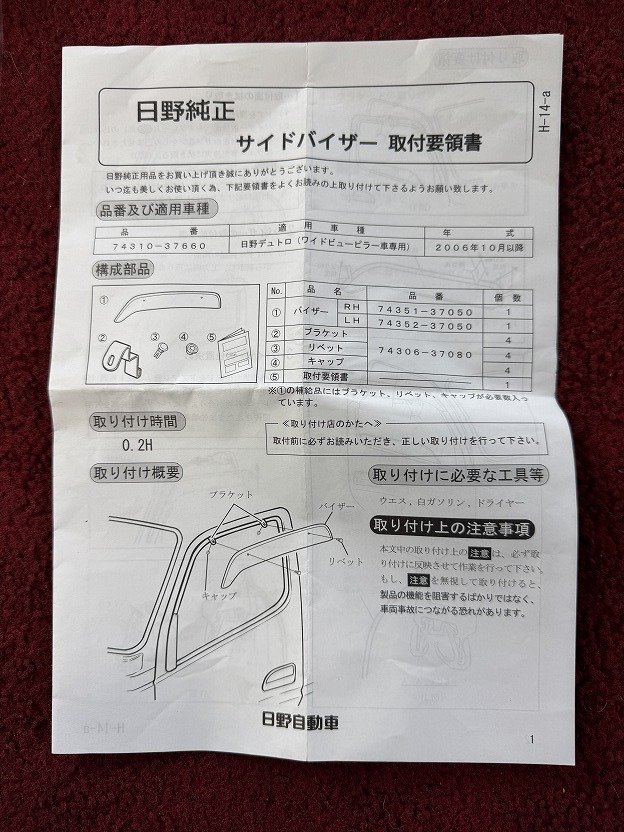 H-14-a
日野純正
サイドバイザー 取付要領書
日野純正用品をお買い上げ頂き誠にありがとうございます。
いつ迄も美しくお使い頂く為、下記要領書をよくお読みの上取り付けて下さるようお願い致します。
品番及び適用車種
品 番 適 用 車 種 年 式
74310-37660 日野デュトロ(ワイドビューピラー車専用) 2006年10月以降
構成部品
① ② ③ ④ ⑤
No. 品 名 品 番 個 数
① バイザー RH 74351-37050 1
LH 74352-37050 1
② ブラケット 74306-37080 4
③ リベット 4
④ キャップ 4
⑤ 取付要領書 1
※①の補給品にはブラケット、リベット、キャップが必要数入っ
ています。
取り付け時間
0.2H
≪取り付け店のかたへ≫
取付前に必ずお読みいただき、正しい取り付けを行って下さい。
取り付け概要
ブラケット
バイザー
リベット
キャップ
取り付けに必要な工具等
ウエス，白ガソリン，ドライヤー
取り付け上の注意事項
本文中の取り付け上の 注意 は、必ず取
り付けに反映させて作業を行って下さい。
もし、注意 を無視して取り付けると、
製品の機能を阻害するばかりではなく、
車両事故につながる恐れがあります。
日野自動車
1